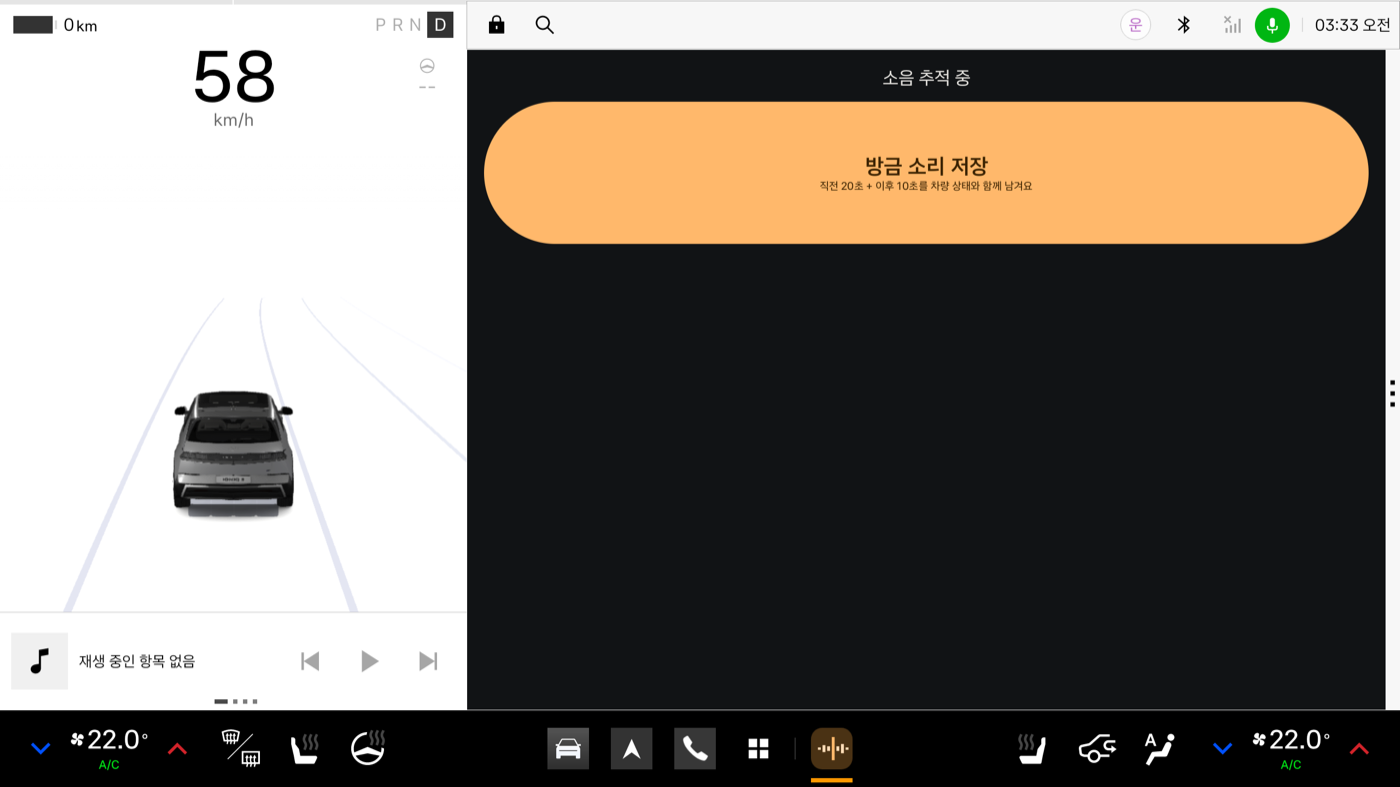 0 km
P R N D
운
03:33 오전
58
km/h
--
소음 추적 중
방금 소리 저장
직전 20초 + 이후 10초를 차량 상태와 함께 남겨요
재생 중인 항목 없음
22.0°
A/C
A
22.0°
A/C